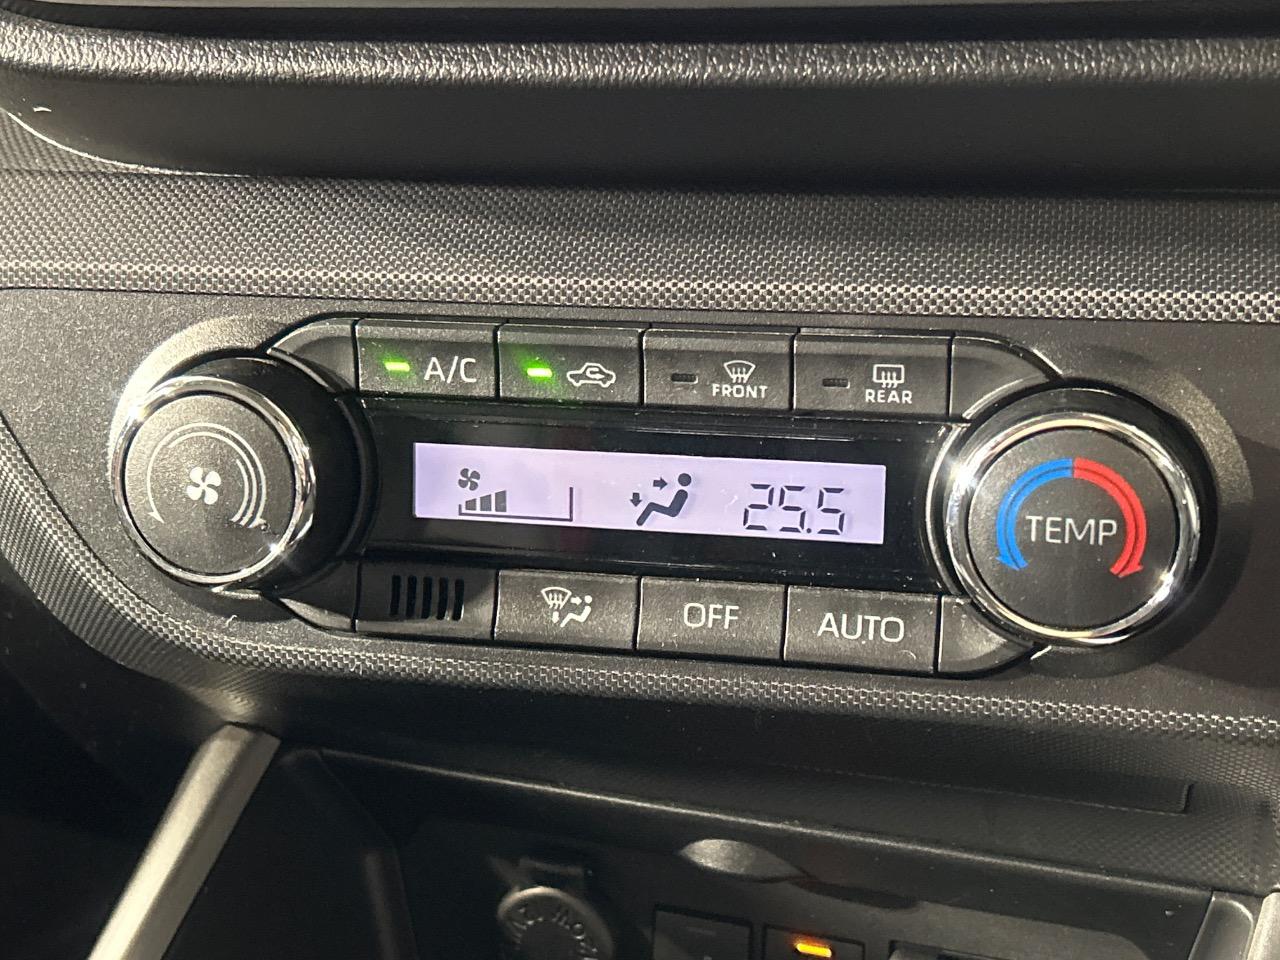 A/C
FRONT
REAR
25.5
TEMP
OFF
AUTO